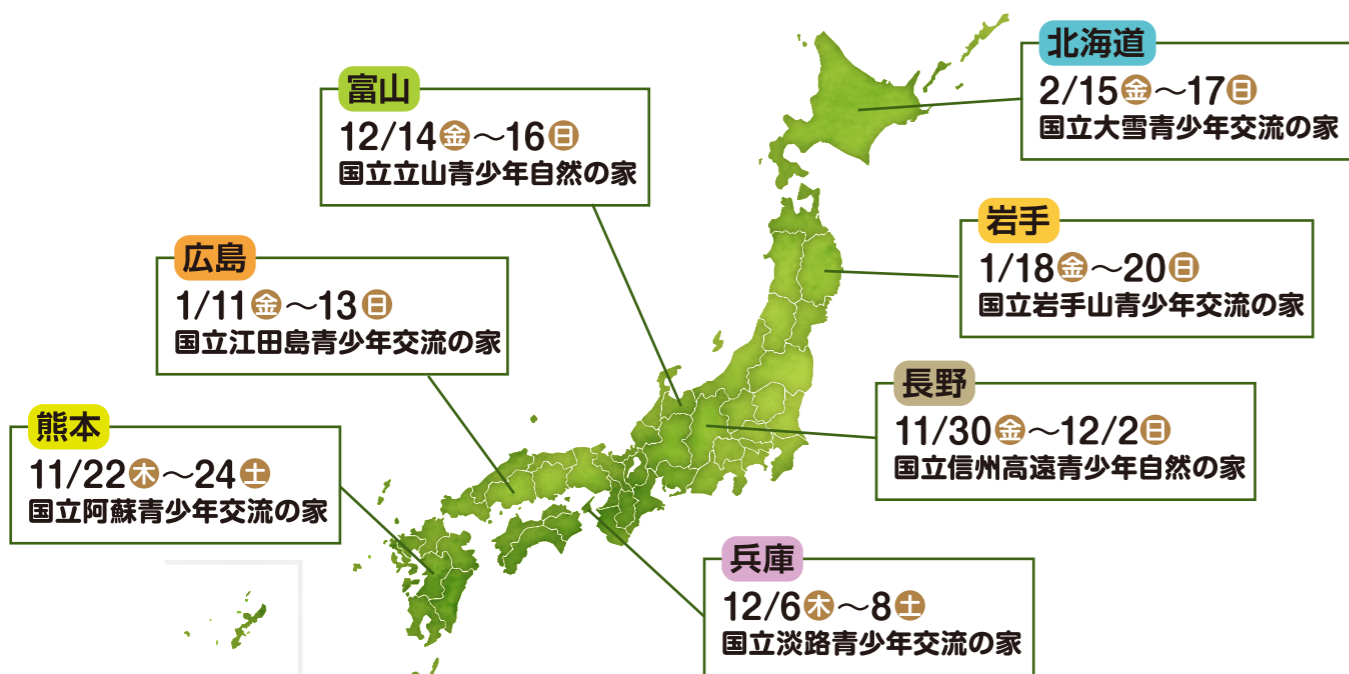 北海道
2/15金〜17日
国立大雪青少年交流の家
富山
12/14金〜16日
国立立山青少年自然の家
岩手
1/18金〜20日
国立岩手山青少年交流の家
広島
1/11金〜13日
国立江田島青少年交流の家
長野
11/30金〜12/2日
国立信州高遠青少年自然の家
熊本
11/22木〜24土
国立阿蘇青少年交流の家
兵庫
12/6木〜8土
国立淡路青少年交流の家